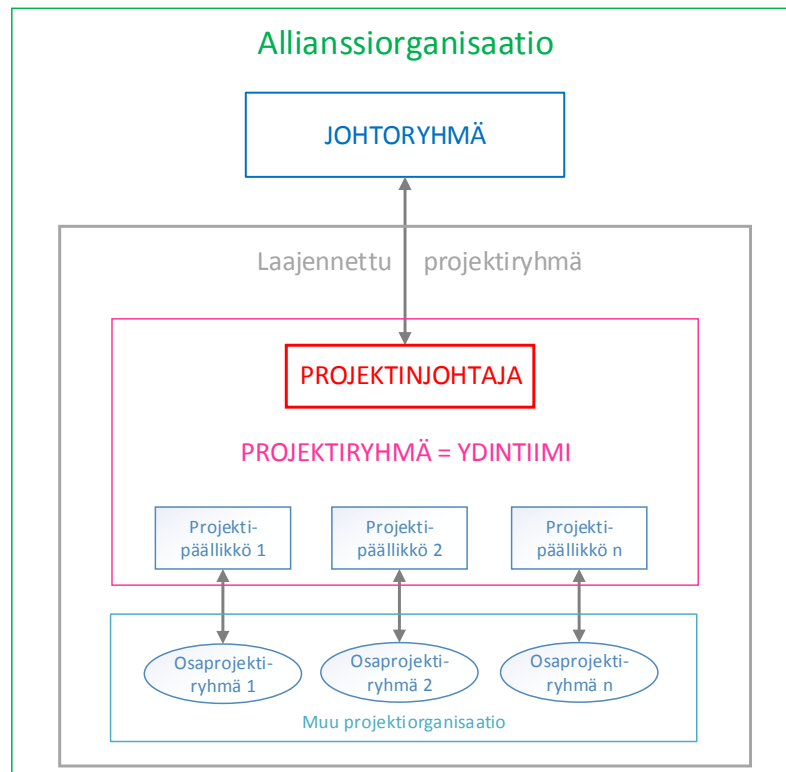 Allianssiorganisaatio
JOHTORYHMÄ
Laajennettu projektiryhmä
PROJEKTINJOHTAJA
PROJEKTIRYHMÄ = YDINTIIMI
Projekti-
päällikkö 1
Projekti-
päällikkö 2
Projekti-
päällikkö n
Osaprojekti-
ryhmä 1
Osaprojekti-
ryhmä 2
Osaprojekti-
ryhmä n
Muu projektiorganisaatio